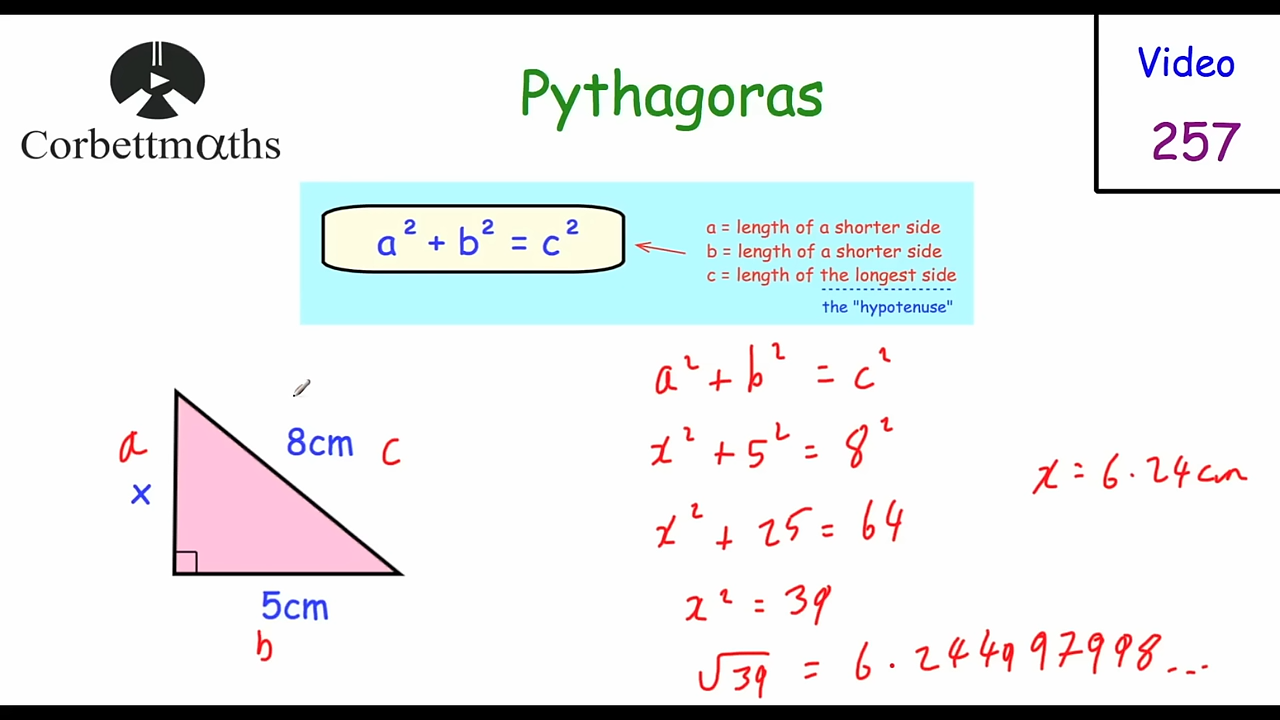 Corbettmαths
Pythagoras
Video
257
a² + b² = c²
a = length of a shorter side
b = length of a shorter side
c = length of the longest side
the "hypotenuse"
a
x
8cm c
5cm
b
a² + b² = c²
x² + 5² = 8²
x² + 25 = 64
x² = 39
√39 = 6.244997998...
x = 6.24cm